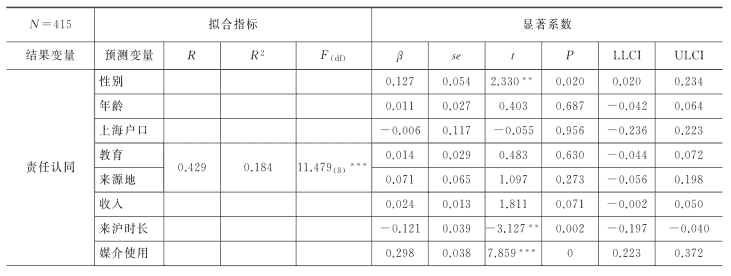 N=415 拟合指标 显著系数
结果变量 预测变量 R R² F(df) β se t P LLCI ULCI
性别 0.127 0.054 2.330** 0.020 0.020 0.234
年龄 0.011 0.027 0.403 0.687 -0.042 0.064
上海户口 -0.006 0.117 -0.055 0.956 -0.236 0.223
教育 0.014 0.029 0.483 0.630 -0.044 0.072
责任认同 0.429 0.184 11.479(8)***
来源地 0.071 0.065 1.097 0.273 -0.056 0.198
收入 0.024 0.013 1.811 0.071 -0.002 0.050
来沪时长 -0.121 0.039 -3.127** 0.002 -0.197 -0.040
媒介使用 0.298 0.038 7.859*** 0 0.223 0.372